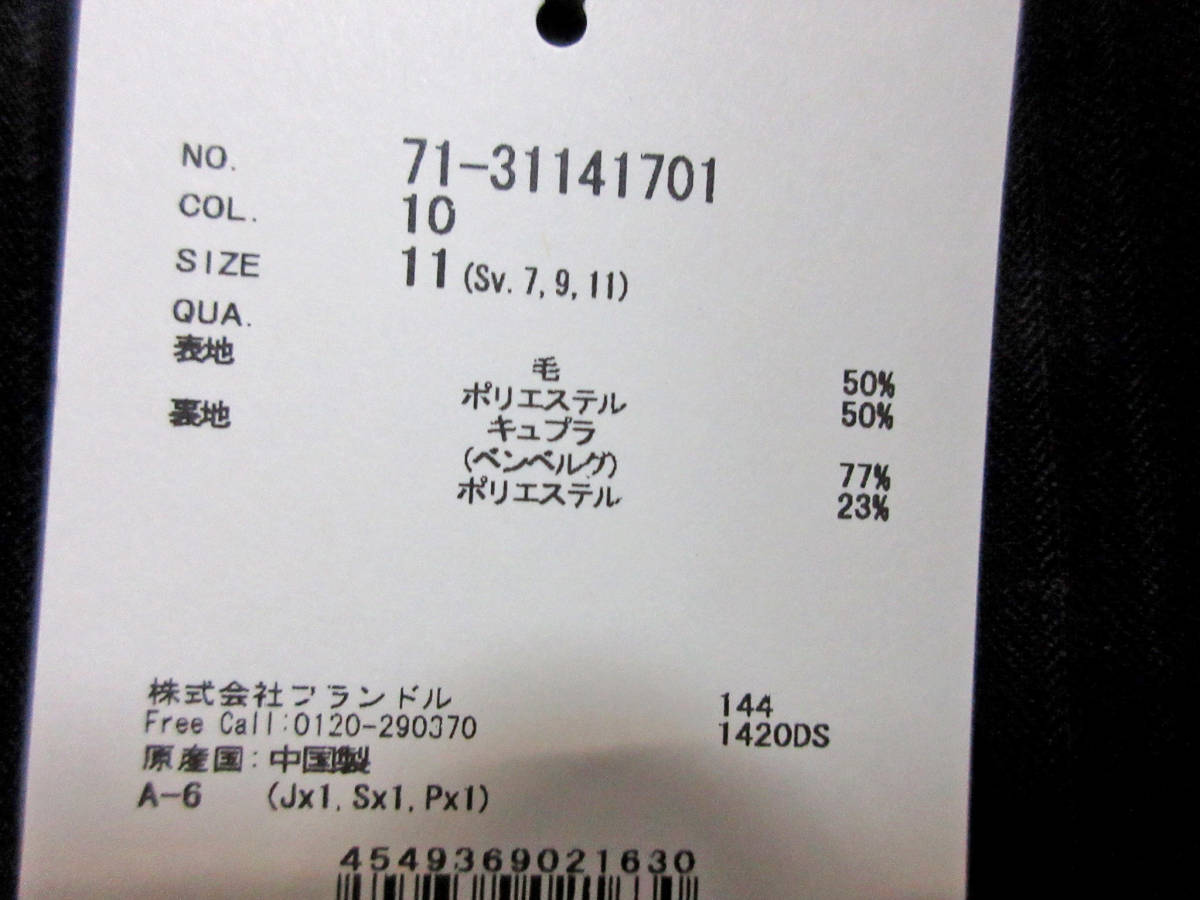 NO. 71-31141701
COL. 10
SIZE 11 (Sv. 7, 9, 11)
QUA.
表地 毛 50%
ポリエステル 50%
裏地 キュプラ
(ベンベルグ) 77%
ポリエステル 23%
株式会社フランドル 144
Free Call:0120-290370 1420DS
原産国:中国製
A-6 (Jx1, Sx1, Px1)
4549369021630